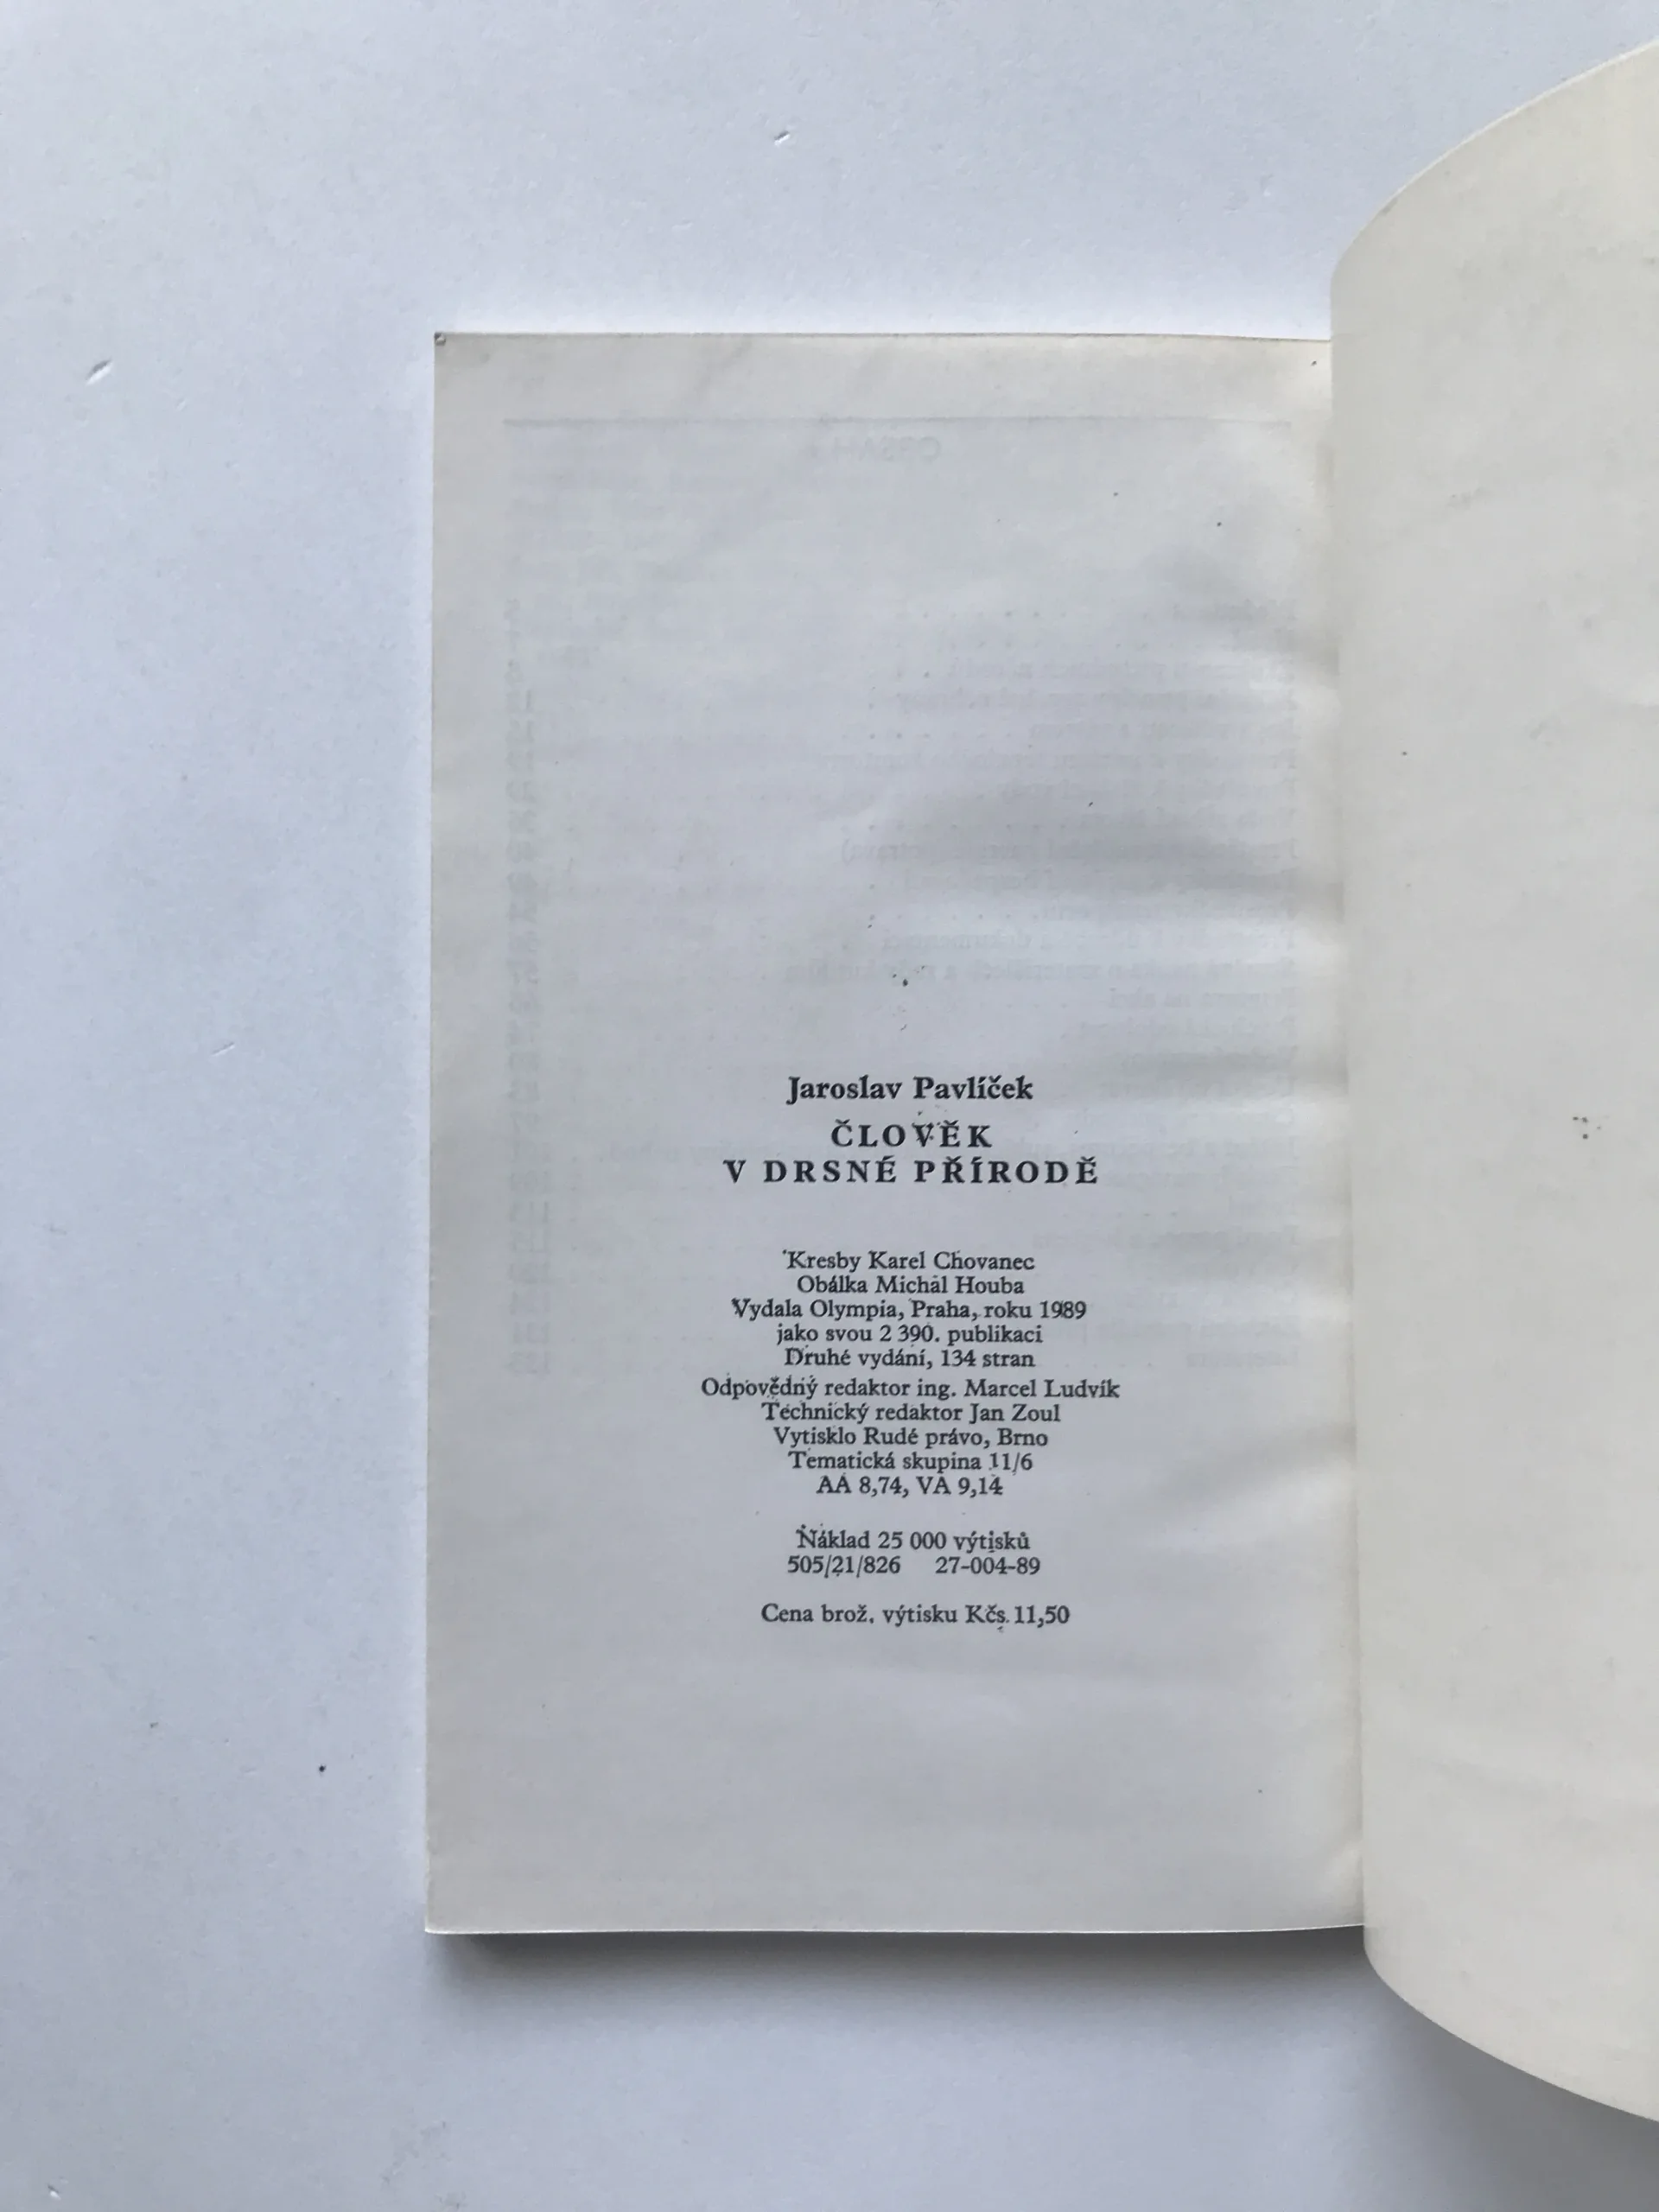 Jaroslav Pavlíček
ČLOVĚK
V DRSNÉ PŘÍRODĚ
Kresby Karel Chovanec
Obálka Michal Houba
Vydala Olympia, Praha, roku 1989
jako svou 2 390. publikaci
Druhé vydání, 134 stran
Odpovědný redaktor ing. Marcel Ludvík
Technický redaktor Jan Zoul
Vytisklo Rudé právo, Brno
Tematická skupina 11/6
AA 8,74, VA 9,14
Náklad 25 000 výtisků
505/21/826 27-004-89
Cena brož. výtisku Kčs 11,50